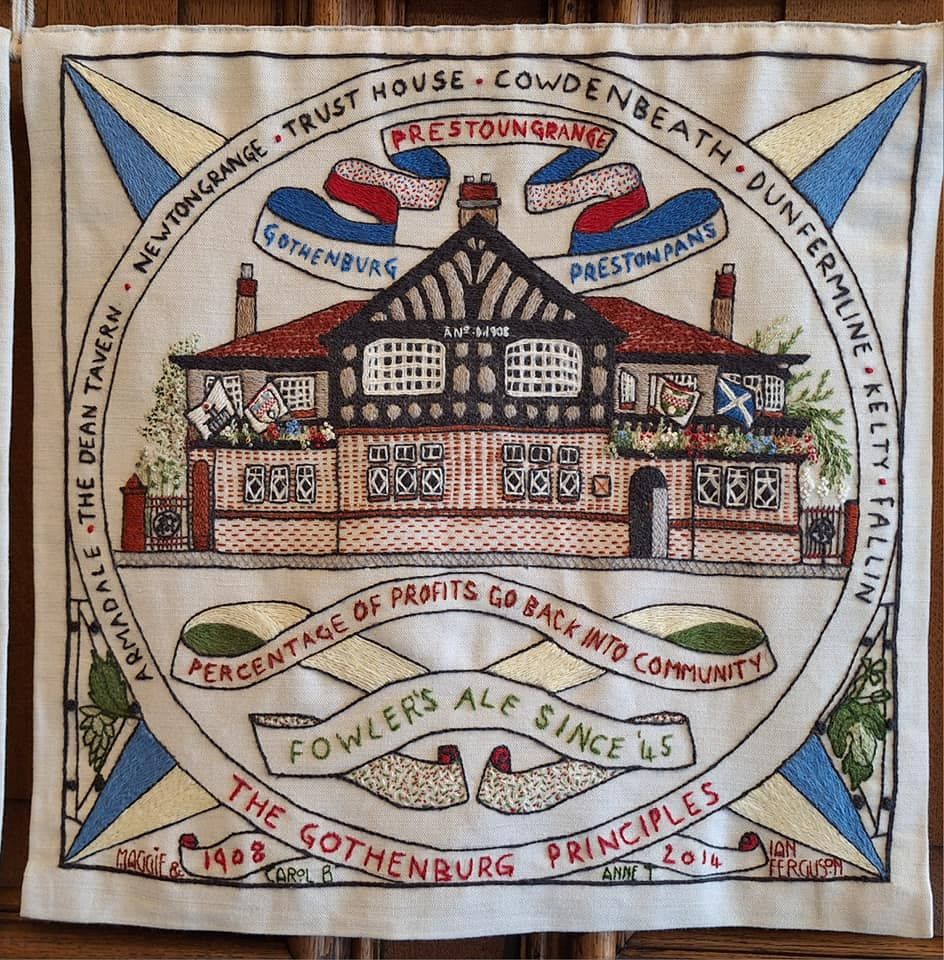 ARMADALE • THE DEAN TAVERN • NEWTONGRANGE • TRUST HOUSE • COWDENBEATH • DUNFERMLINE • KELTY • FALLIN
PRESTOUNGRANGE
GOTHENBURG
PRESTONPANS
ANº D 1908
PERCENTAGE OF PROFITS GO BACK INTO COMMUNITY
FOWLER'S ALE SINCE '45
THE GOTHENBURG PRINCIPLES
MAGGIE &
1908
CAROL B
ANNE T
2014
IAN
FERGUSON